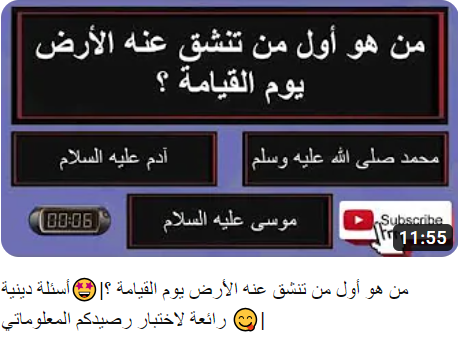 من هو أول من تنشق عنه الأرض
يوم القيامة ؟
محمد صلى الله عليه وسلم
آدم عليه السلام
موسى عليه السلام
00:06
Subscribe
11:55
من هو أول من تنشق عنه الأرض يوم القيامة ؟|🤩أسئلة دينية
رائعة لاختبار رصيدكم المعلوماتي 😋|